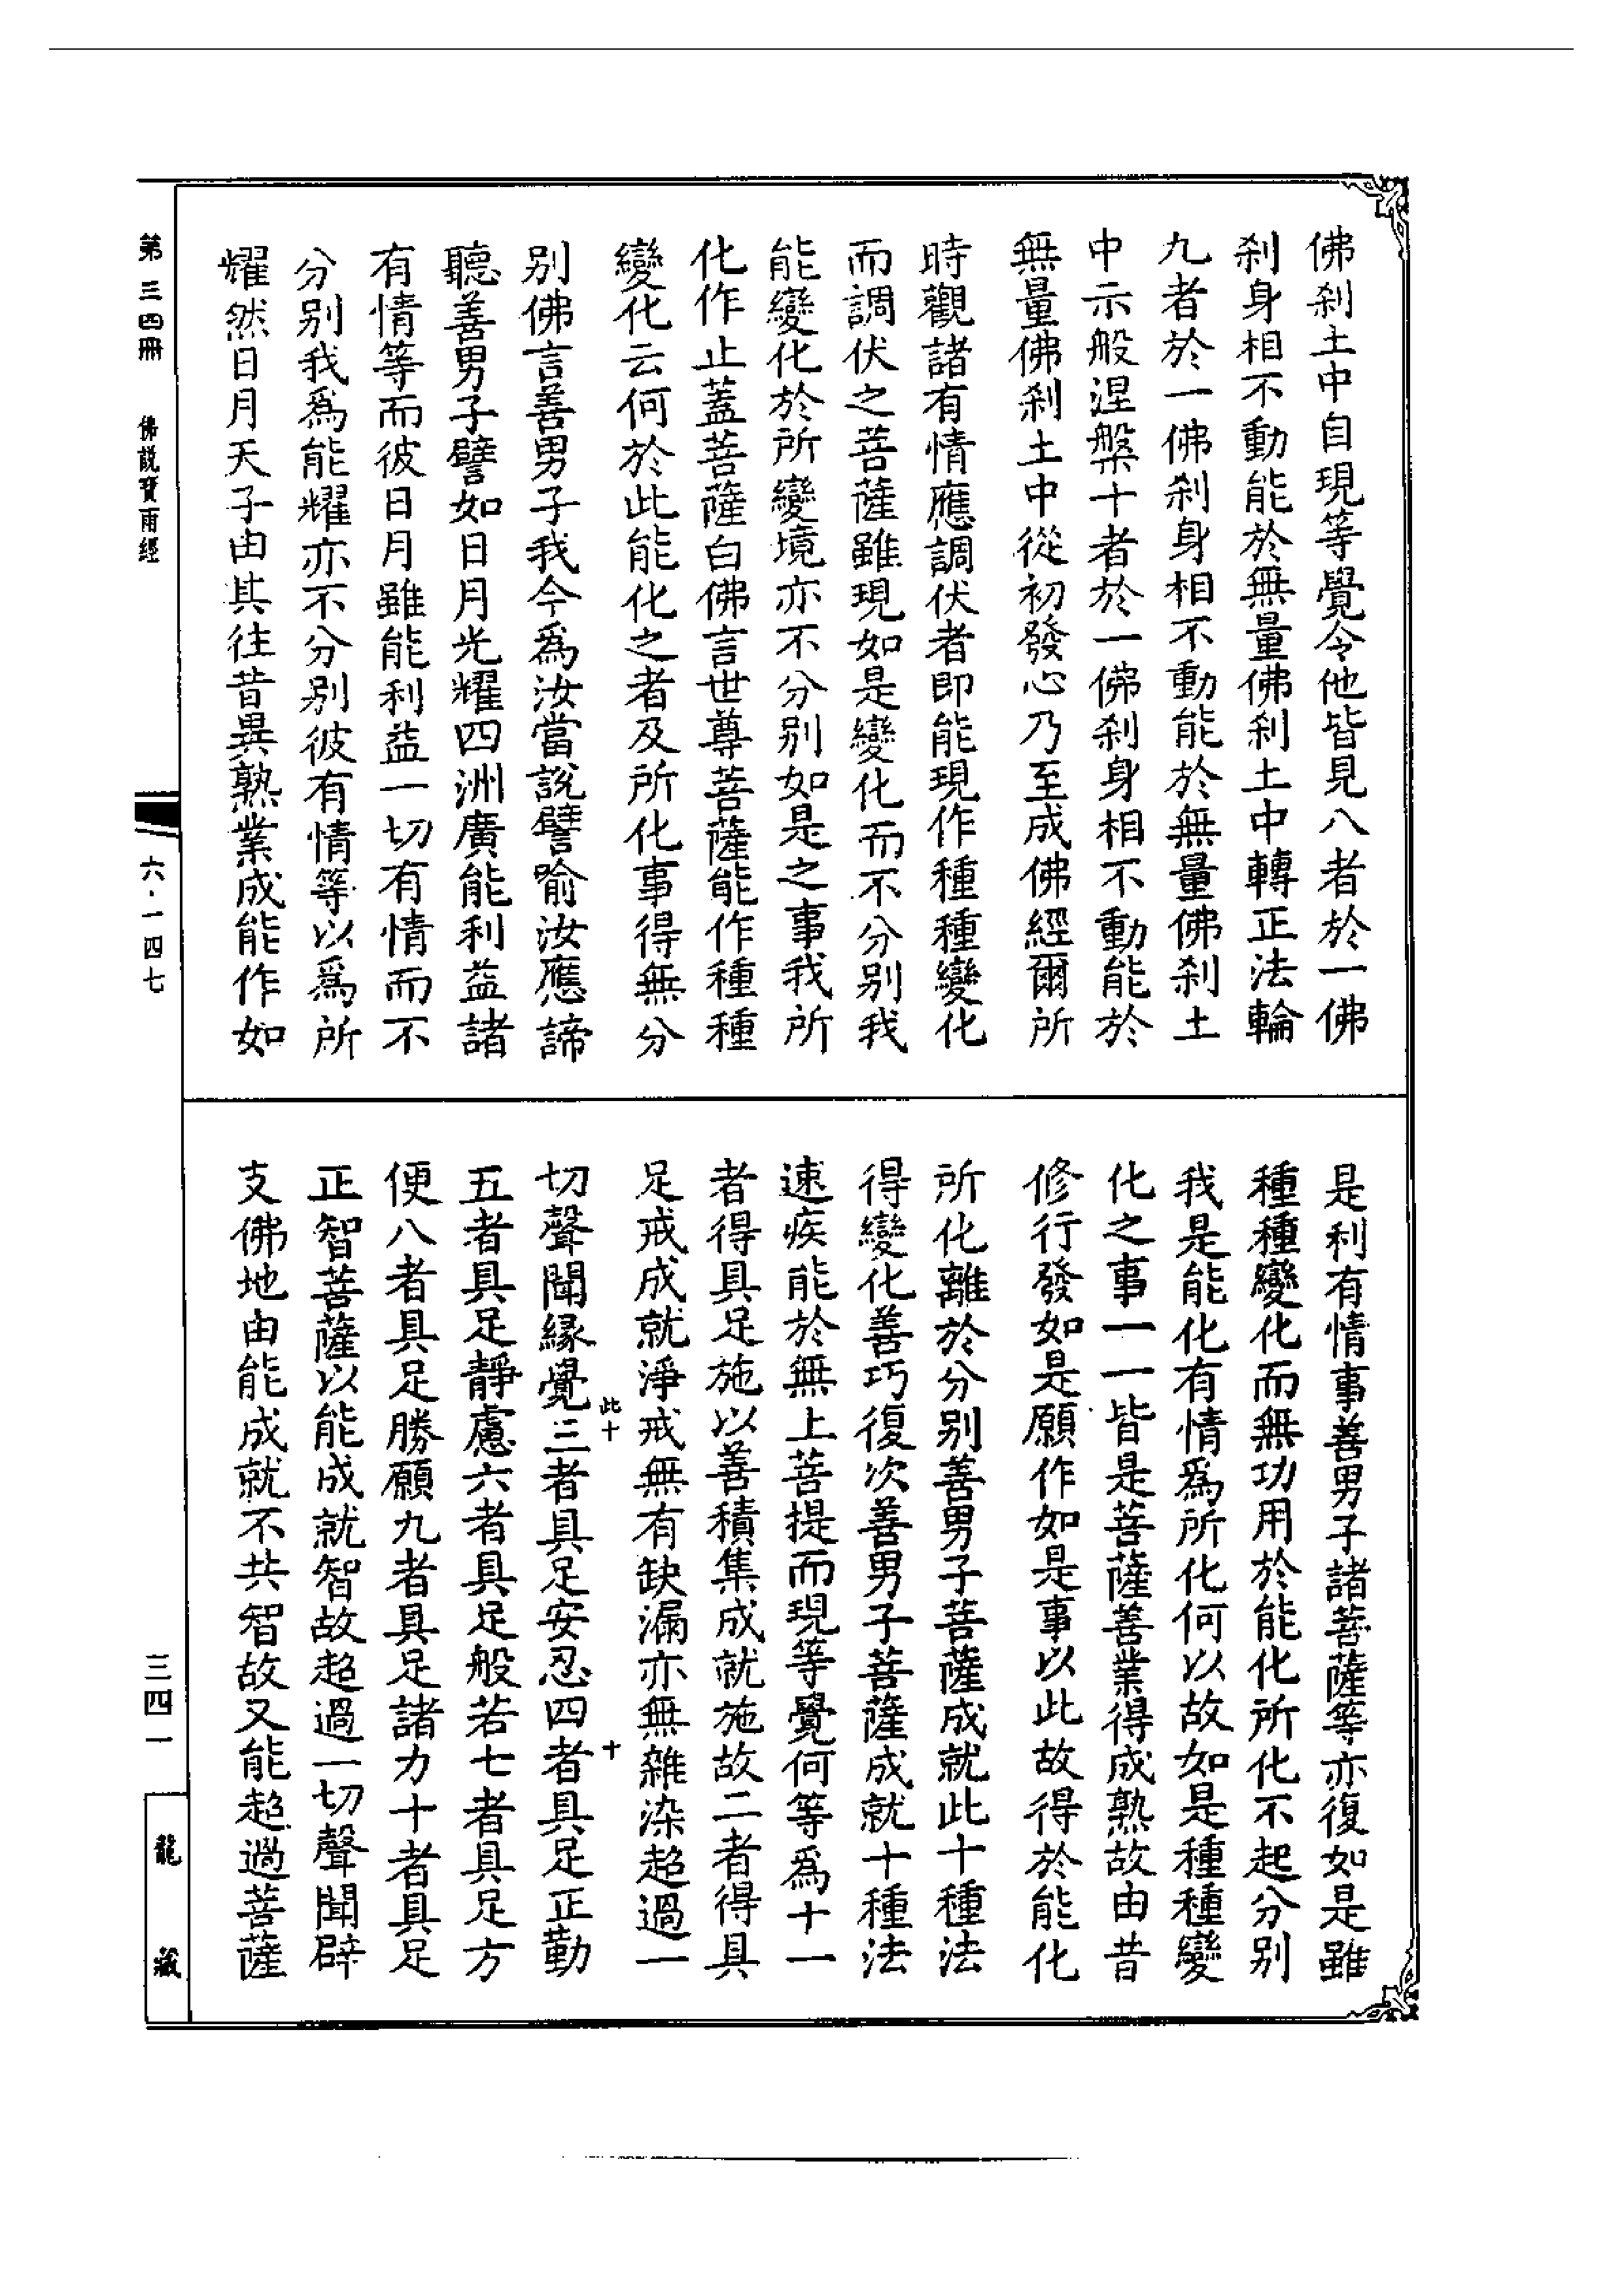 佛刹土中自現等覺令他皆見八者於一佛
刹身相不動能於無量佛刹土中轉正法輪
九者於一佛刹身相不動能於無量佛刹土
中示般涅槃十者於一佛刹身相不動能於
無量佛刹土中從初發心乃至成佛經爾所
時觀諸有情應調伏者即能現作種種變化
而調伏之菩薩雖現如是變化而不分别我
能變化於所變境亦不分别如是之事我所
化作止蓋菩薩白佛言世尊菩薩能作種種
變化云何於此能化之者及所化事得無分
别佛言善男子我今爲汝當說譬喻汝應諦
聽善男子譬如日月光耀四洲廣能利益諸
有情等而彼日月雖能利益一切有情而不
分别我爲能耀亦不分别彼有情等以爲所
耀然日月天子由其往昔異熟業成能作如
是利有情事善男子諸菩薩等亦復如是雖
種種變化而無功用於能化所化不起分别
我是能化有情爲所化何以故如是種種變
化之事一一皆是菩薩善業得成熟故由昔
修行發如是願作如是事以此故得於能化
所化離於分别善男子菩薩成就此十種法
得變化善巧復次善男子菩薩成就十種法
速疾能於無上菩提而現等覺何等爲十一
者得具足施以善積集成就施故二者得具
足戒成就淨戒無有缺漏亦無雜染超過一
切聲聞緣覺三者具足安忍四者具足正勤
五者具足靜慮六者具足般若七者具足方
便八者具足勝願九者具足諸力十者具足
正智菩薩以能成就智故超過一切聲聞辟
支佛地由能成就不共智故又能超過菩薩
此十
十
第三四冊
佛説寶雨經
六·一四七
三四一
龍藏